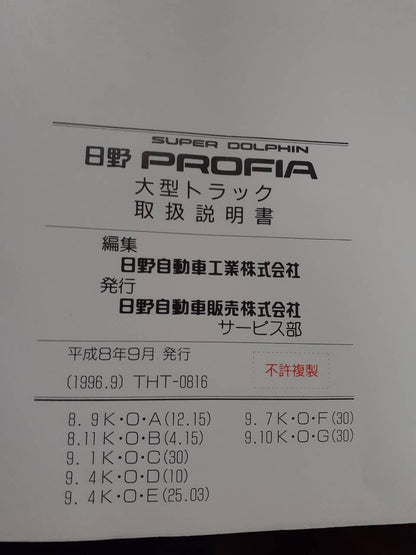 SUPER DOLPHIN
日野 PROFIA
大型トラック
取扱説明書
編集
日野自動車工業株式会社
発行
日野自動車販売株式会社
サービス部
平成8年9月 発行
不許複製
(1996.9) THT-0816
8. 9K・O・A(12.15)
8.11K・O・B(4.15)
9. 1K・O・C(30)
9. 4K・O・D(10)
9. 4K・O・E(25.03)
9. 7K・O・F(30)
9.10K・O・G(30)